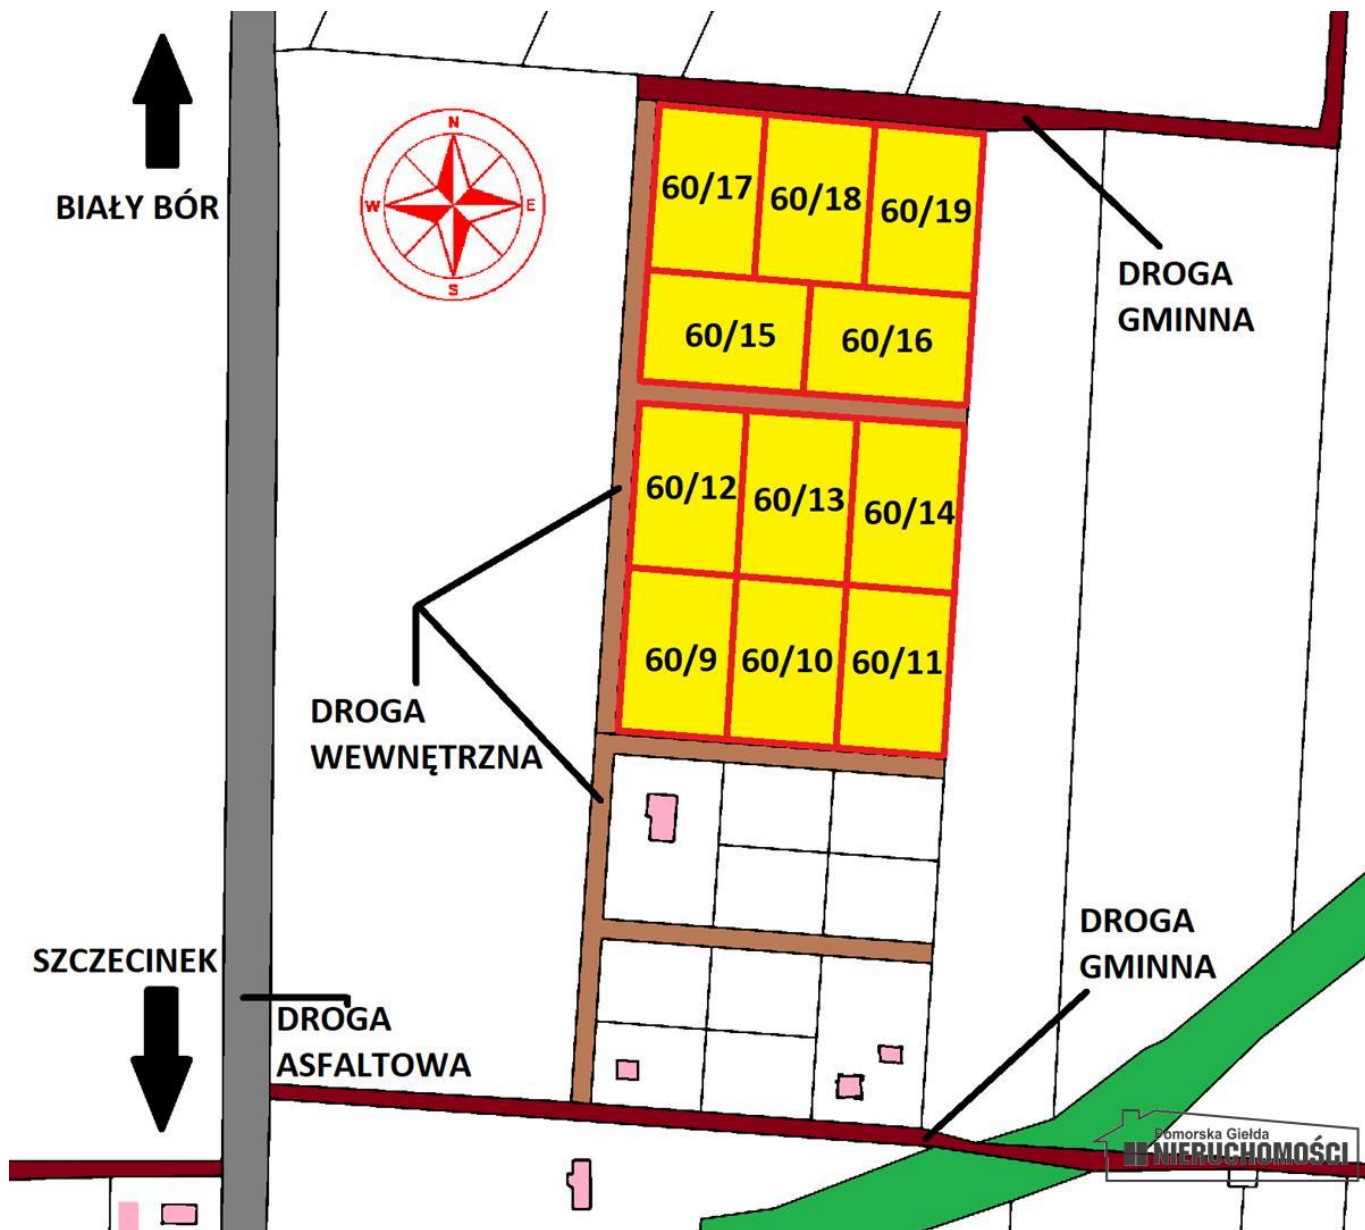 N
W
E
S
BIAŁY BÓR
60/17
60/18
60/19
DROGA
GMINNA
60/15
60/16
60/12
60/13
60/14
60/9
60/10
60/11
DROGA
WEWNĘTRZNA
DROGA
GMINNA
SZCZECINEK
DROGA
ASFALTOWA
Pomorska Giełda
NIERUCHOMOŚCI